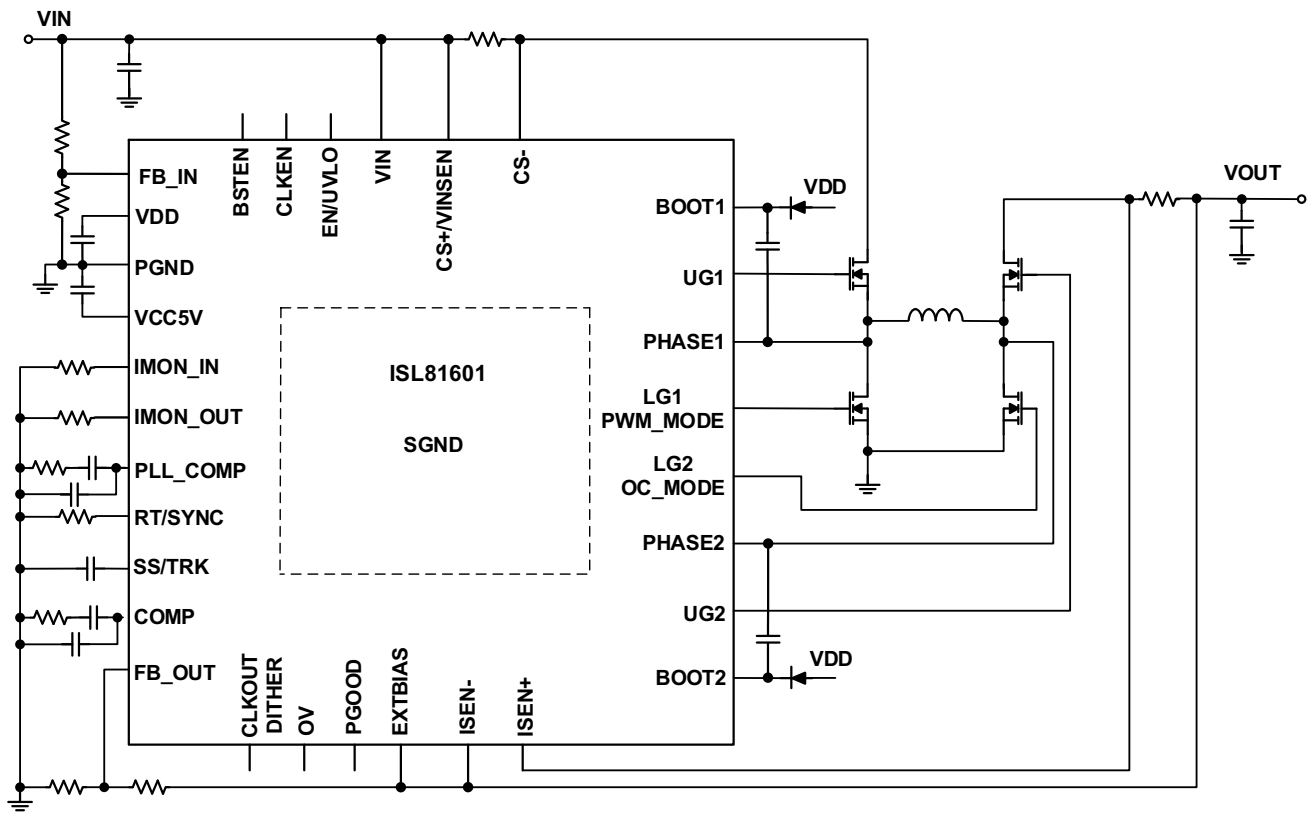 VIN
BSTEN
CLKEN
EN/UVLO
VIN
CS+/VINSEN
CS-
FB_IN
VDD
PGND
VCC5V
IMON_IN
IMON_OUT
PLL_COMP
RT/SYNC
SS/TRK
COMP
FB_OUT
ISL81601
SGND
BOOT1
UG1
PHASE1
LG1
PWM_MODE
LG2
OC_MODE
PHASE2
UG2
BOOT2
VDD
VOUT
VDD
CLKOUT
DITHER
OV
PGOOD
EXTBIAS
ISEN-
ISEN+